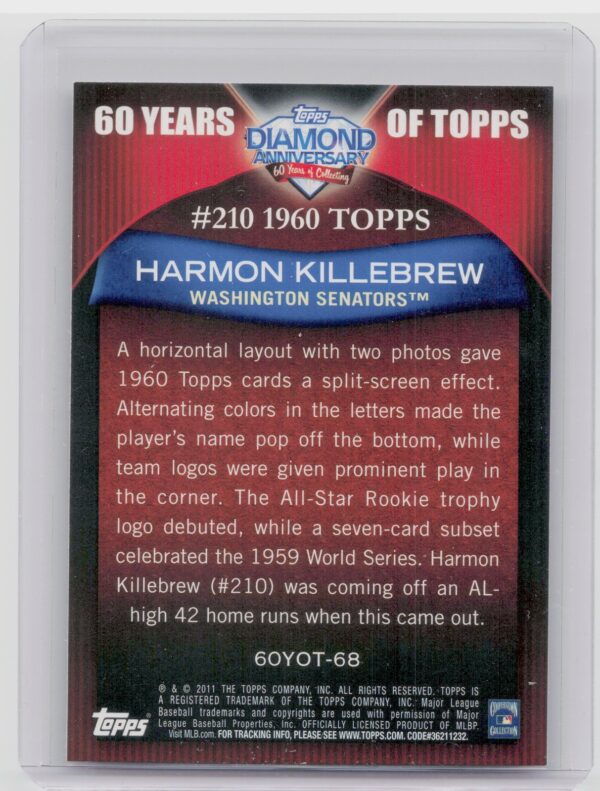 60 YEARS OF TOPPS
Topps
DIAMOND
ANNIVERSARY
60 Years of Collecting
#210 1960 TOPPS
HARMON KILLEBREW
WASHINGTON SENATORS™
A horizontal layout with two photos gave
1960 Topps cards a split-screen effect.
Alternating colors in the letters made the
player's name pop off the bottom, while
team logos were given prominent play in
the corner. The All-Star Rookie trophy
logo debuted, while a seven-card subset
celebrated the 1959 World Series. Harmon
Killebrew (#210) was coming off an AL-
high 42 home runs when this came out.
60YOT-68
® & © 2011 THE TOPPS COMPANY, INC. ALL RIGHTS RESERVED. TOPPS IS
A REGISTERED TRADEMARK OF THE TOPPS COMPANY, INC. Major League
Baseball trademarks and copyrights are used with permission of Major
League Baseball Properties, Inc. OFFICIALLY LICENSED PRODUCT OF MLBP.
Visit MLB.com. FOR TRACKING INFO, PLEASE SEE WWW.TOPPS.COM. CODE#36211232.
Topps
COOPERSTOWN
COLLECTION